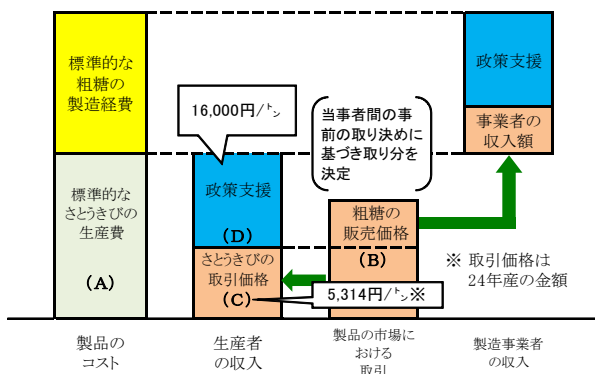 標準的な
粗糖の
製造経費
標準的な
さとうきびの
生産費
(A)
16,000円/㌧
政策支援
(D)
さとうきびの
取引価格
(C)
5,314円/㌧※
当事者間の事
前の取り決めに
基づき取り分を
決定
粗糖の
販売価格
(B)
政策支援
事業者の
収入額
※ 取引価格は
24年産の金額
製品の
コスト
生産者
の収入
製品の市場に
おける
取引
製造事業者
の収入